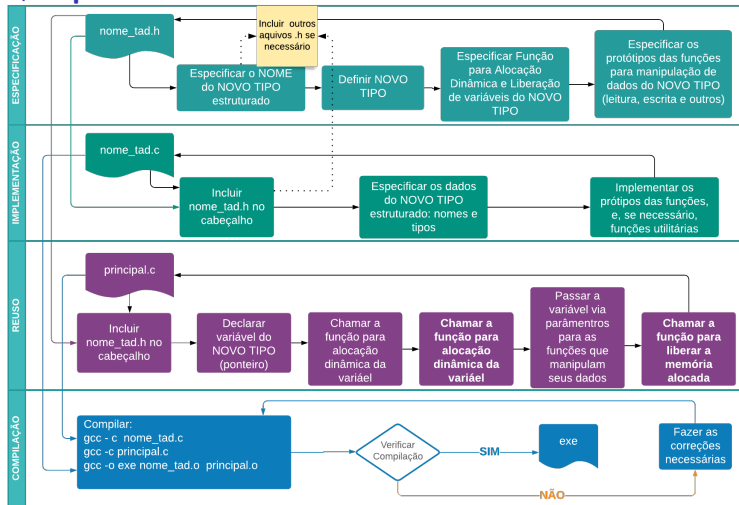 ESPECIFICAÇÃO
nome_tad.h
Incluir outros
aquivos .h se
necessário
Especificar o NOME
do NOVO TIPO
estruturado
Definir NOVO
TIPO
Especificar Função
para Alocação
Dinâmica e Liberação
de variáveis do NOVO
TIPO
Especificar os
protótipos das funções
para manipulação de
dados do NOVO TIPO
(leitura, escrita e outros)
IMPLEMENTAÇÃO
nome_tad.c
Incluir
nome_tad.h no
cabeçalho
Especificar os dados
do NOVO TIPO
estruturado: nomes e
tipos
Implementar os
prótipos das funções,
e, se necessário,
funções utilitárias
REUSO
principal.c
Incluir
nome_tad.h no
cabeçalho
Declarar
variável do
NOVO TIPO
(ponteiro)
Chamar a
função para
alocação
dinâmica da
variáel
Chamar a
função para
alocação
dinâmica da
variáel
Passar a
variável via
parâmentros
para as
funções que
manipulam
seus dados
Chamar a
função para
liberar a
memória
alocada
COMPILAÇÃO
Compilar:
gcc - c nome_tad.c
gcc -c principal.c
gcc -o exe nome_tad.o principal.o
Verificar
Compilação
SIM
exe
Fazer as
correções
necessárias
NÃO